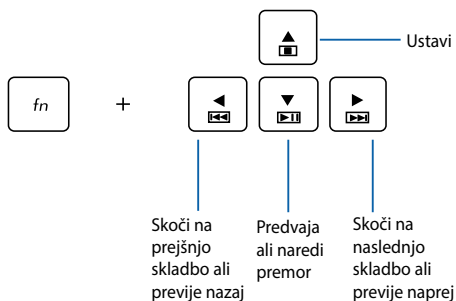 Ustavi
fn
+
Skoči na
prejšnjo
skladbo ali
previje nazaj
Predvaja
ali naredi
premor
Skoči na
naslednjo
skladbo ali
previje naprej